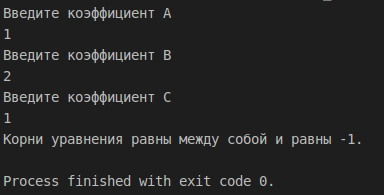 Введите коэффициент A
1
Введите коэффициент B
2
Введите коэффициент C
1
Корни уравнения равны между собой и равны -1.
Process finished with exit code 0.